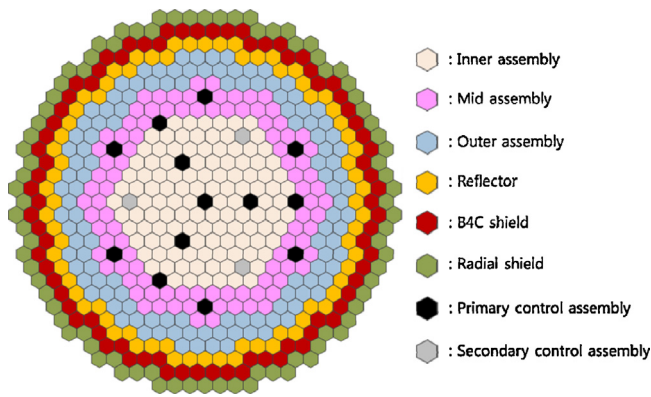 : Inner assembly
: Mid assembly
: Outer assembly
: Reflector
: B4C shield
: Radial shield
: Primary control assembly
: Secondary control assembly